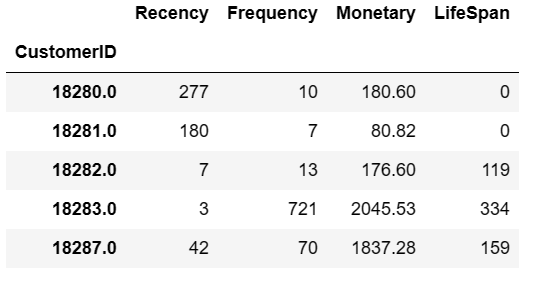 Recency Frequency Monetary LifeSpan
CustomerID
18280.0 277 10 180.60 0
18281.0 180 7 80.82 0
18282.0 7 13 176.60 119
18283.0 3 721 2045.53 334
18287.0 42 70 1837.28 159